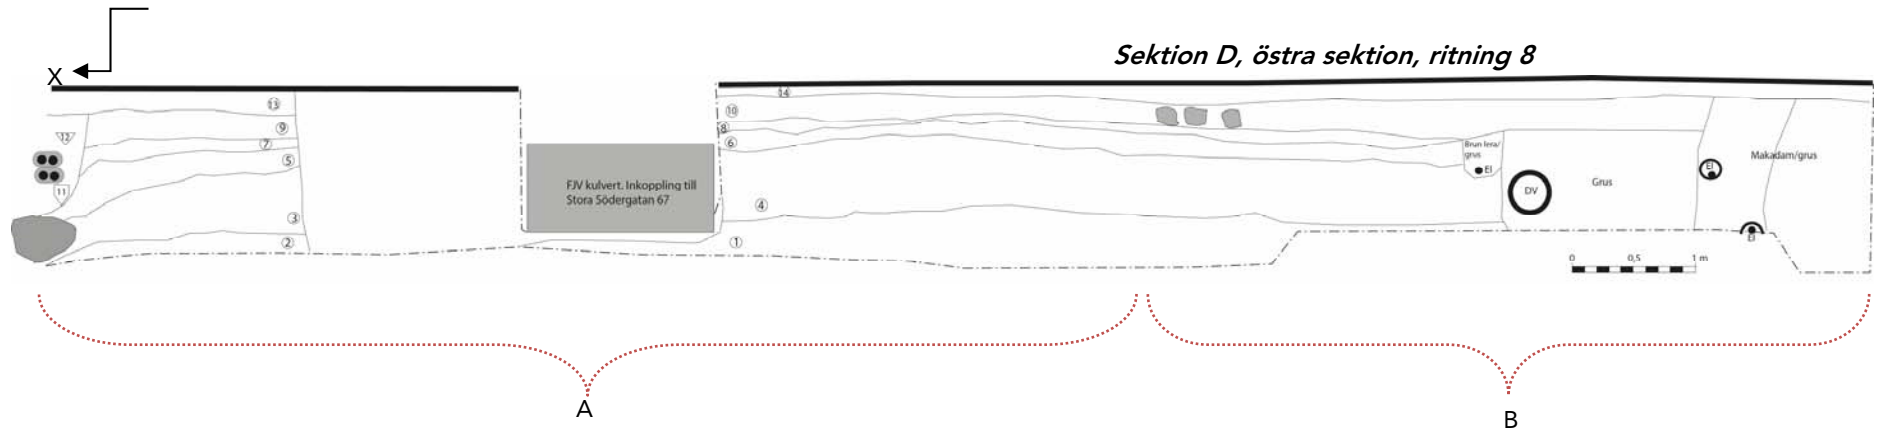 Sektion D, östra sektion, ritning 8
X
13
9
7
5
3
2
12
11
FJV kulvert. Inkoppling till
Stora Södergatan 67
14
10
8
6
4
1
Brun lera/
grus
El
DV
Grus
El
Makadam/grus
El
0 0,5 1 m
A
B